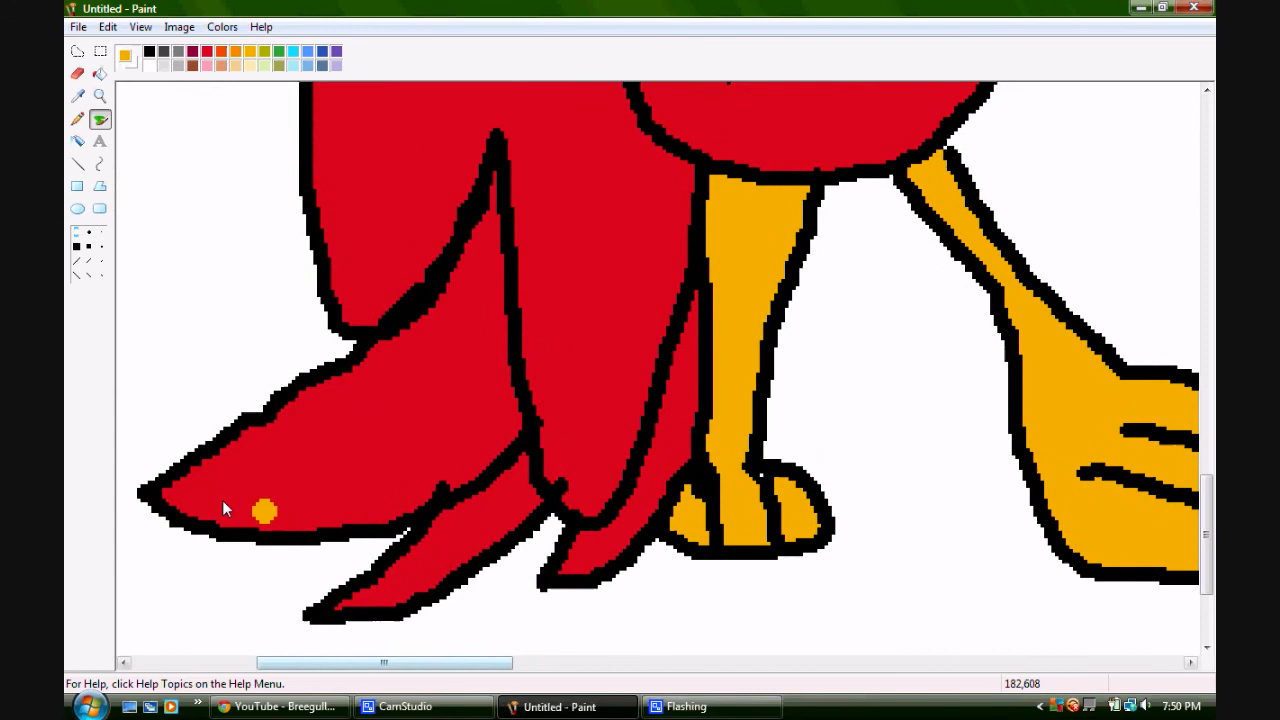 Untitled - Paint
File Edit View Image Colors Help
For Help, click Help Topics on the Help Menu.
182,608
YouTube - Breegull...
CamStudio
Untitled - Paint
Flashing
7:50 PM